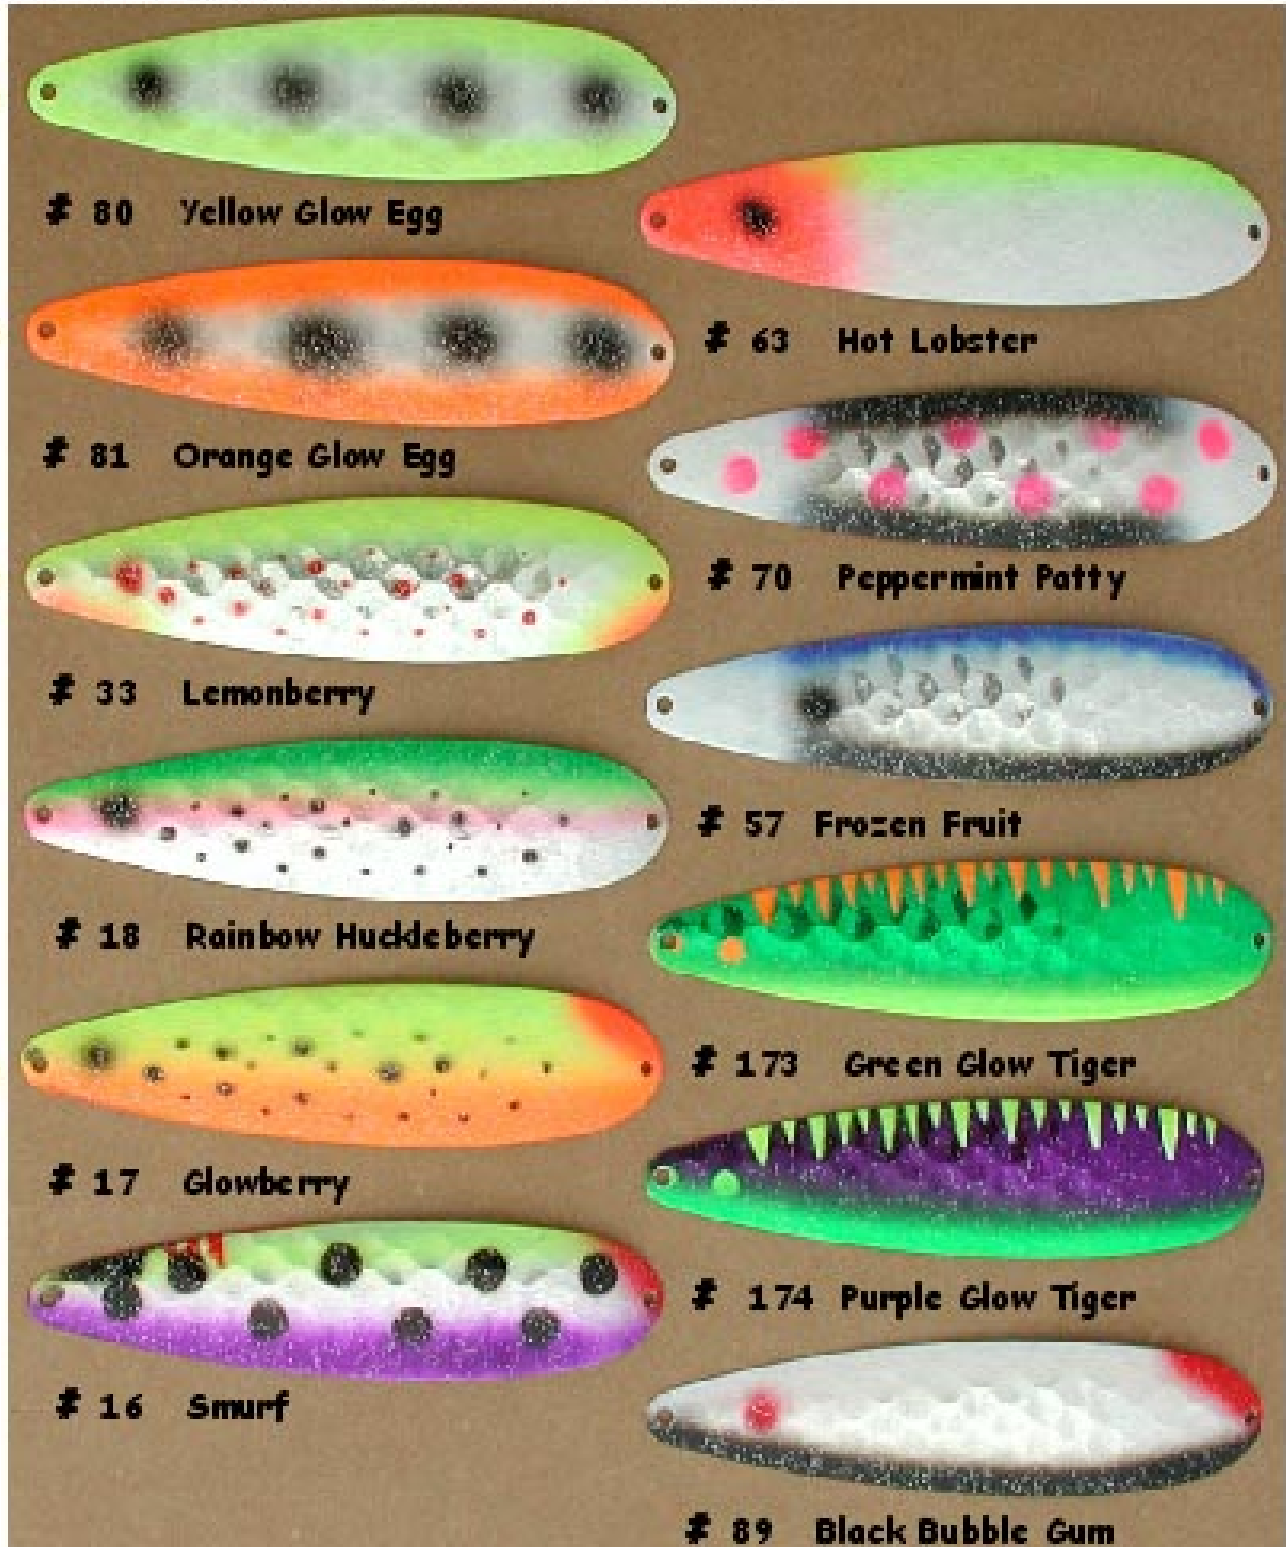 # 80 Yellow Glow Egg
# 63 Hot Lobster
# 81 Orange Glow Egg
# 70 Peppermint Patty
# 33 Lemonberry
# 57 Frozen Fruit
# 18 Rainbow Huckleberry
# 173 Green Glow Tiger
# 17 Glowberry
# 174 Purple Glow Tiger
# 16 Smurf
# 89 Black Bubble Gum